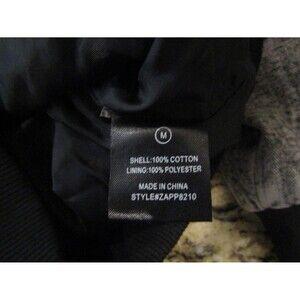 M
SHELL:100% COTTON
LINING:100% POLYESTER
MADE IN CHINA
STYLE#ZAPP8210